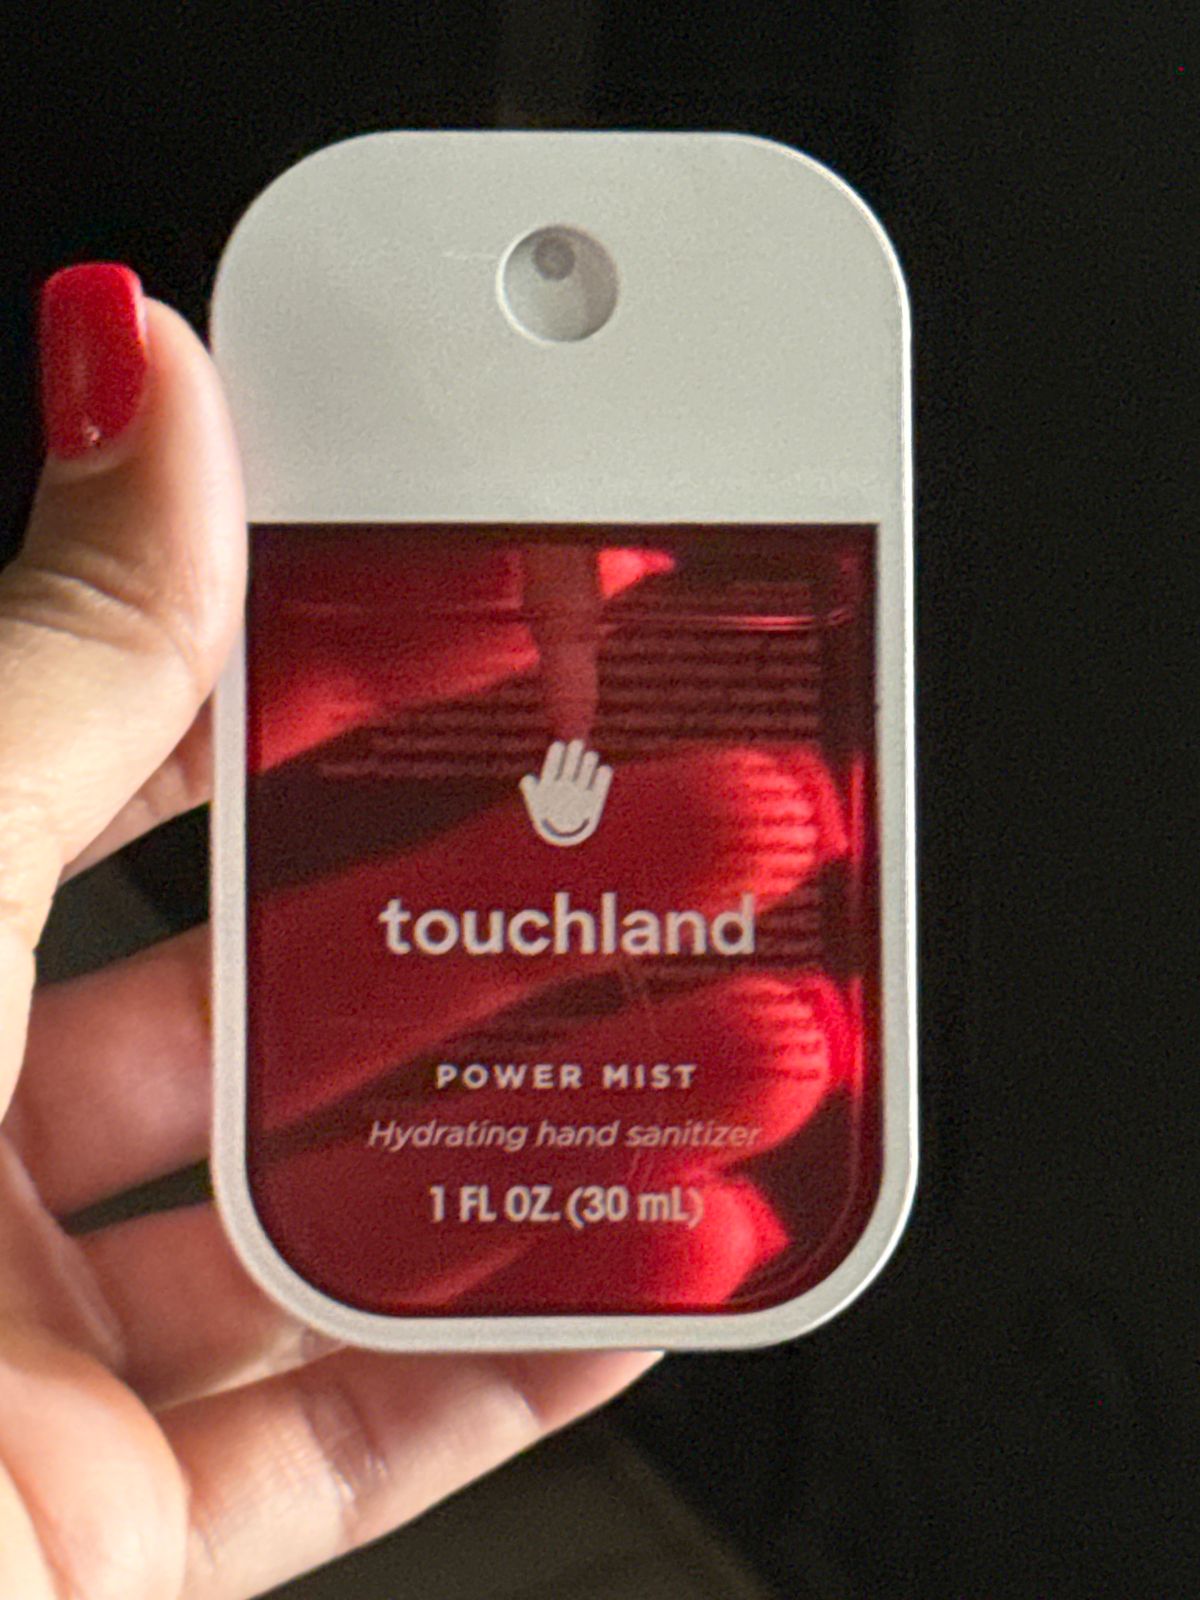 touchland
POWER MIST
Hydrating hand sanitizer
1 FL OZ. (30 mL)